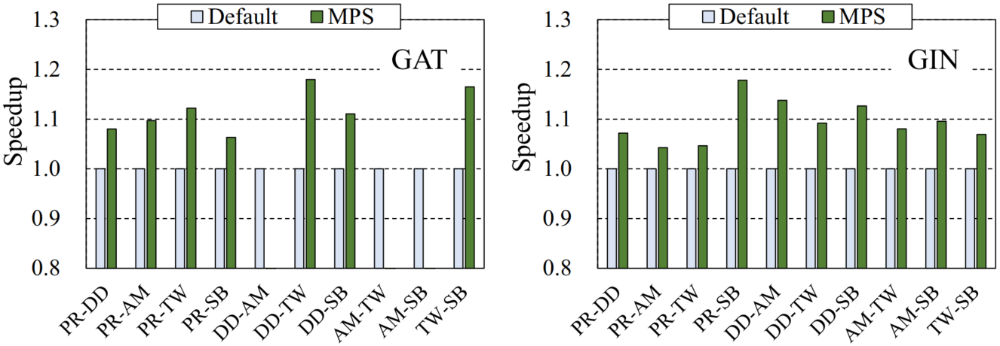 Default MPS
GAT
Speedup
1.3
1.2
1.1
1.0
0.9
0.8
PR-DD
PR-AM
PR-TW
PR-SB
DD-AM
DD-TW
DD-SB
AM-TW
AM-SB
TW-SB
Default MPS
GIN
Speedup
1.3
1.2
1.1
1.0
0.9
0.8
PR-DD
PR-AM
PR-TW
PR-SB
DD-AM
DD-TW
DD-SB
AM-TW
AM-SB
TW-SB